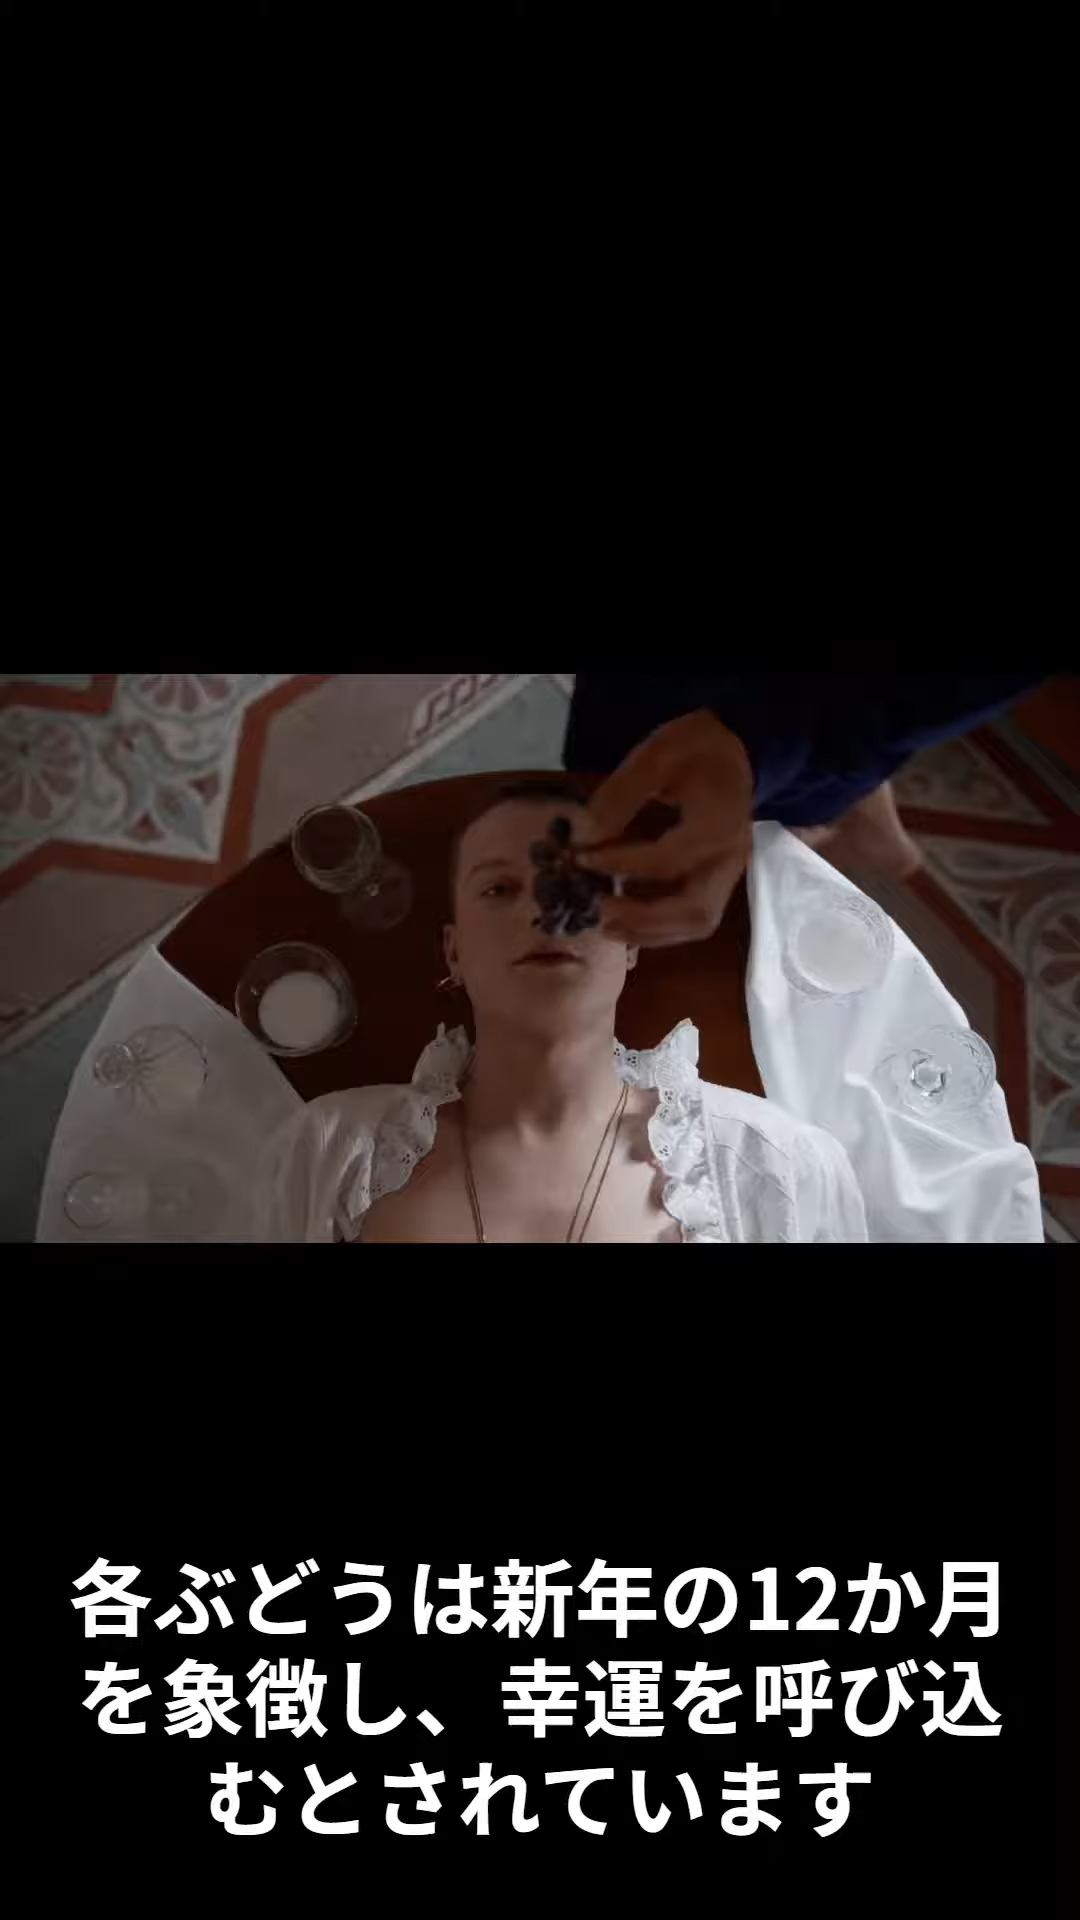 各ぶどうは新年の12か月
を象徴し、幸運を呼び込
むとされています